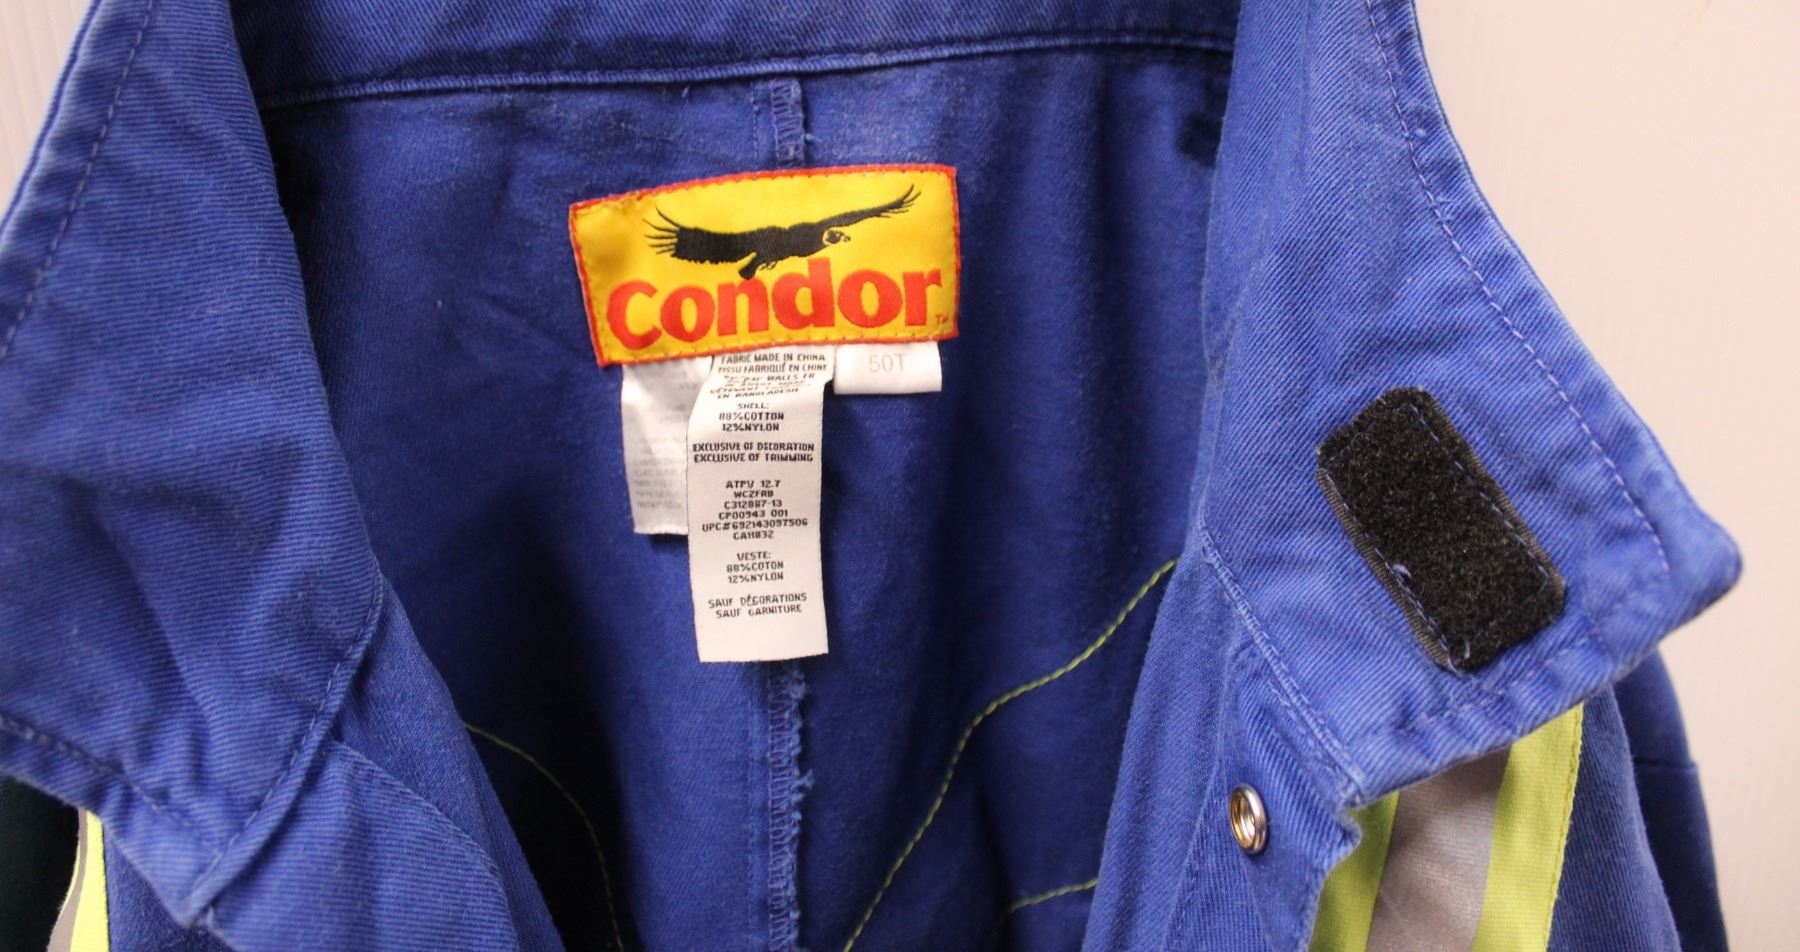 condor
TM
FABRIC MADE IN CHINA
TISSU FABRIQUÉ EN CHINE
50T
EN BANGLADESH
SHELL:
88%COTTON
12%NYLON
EXCLUSIVE OF DECORATION
EXCLUSIVE OF TRIMMING
ATPV 12.7
WC2FRB
C312887-13
CP00943 001
UPC#692143097506
CA11832
VESTE:
88%COTON
12%NYLON
SAUF DÉCORATIONS
SAUF GARNITURE